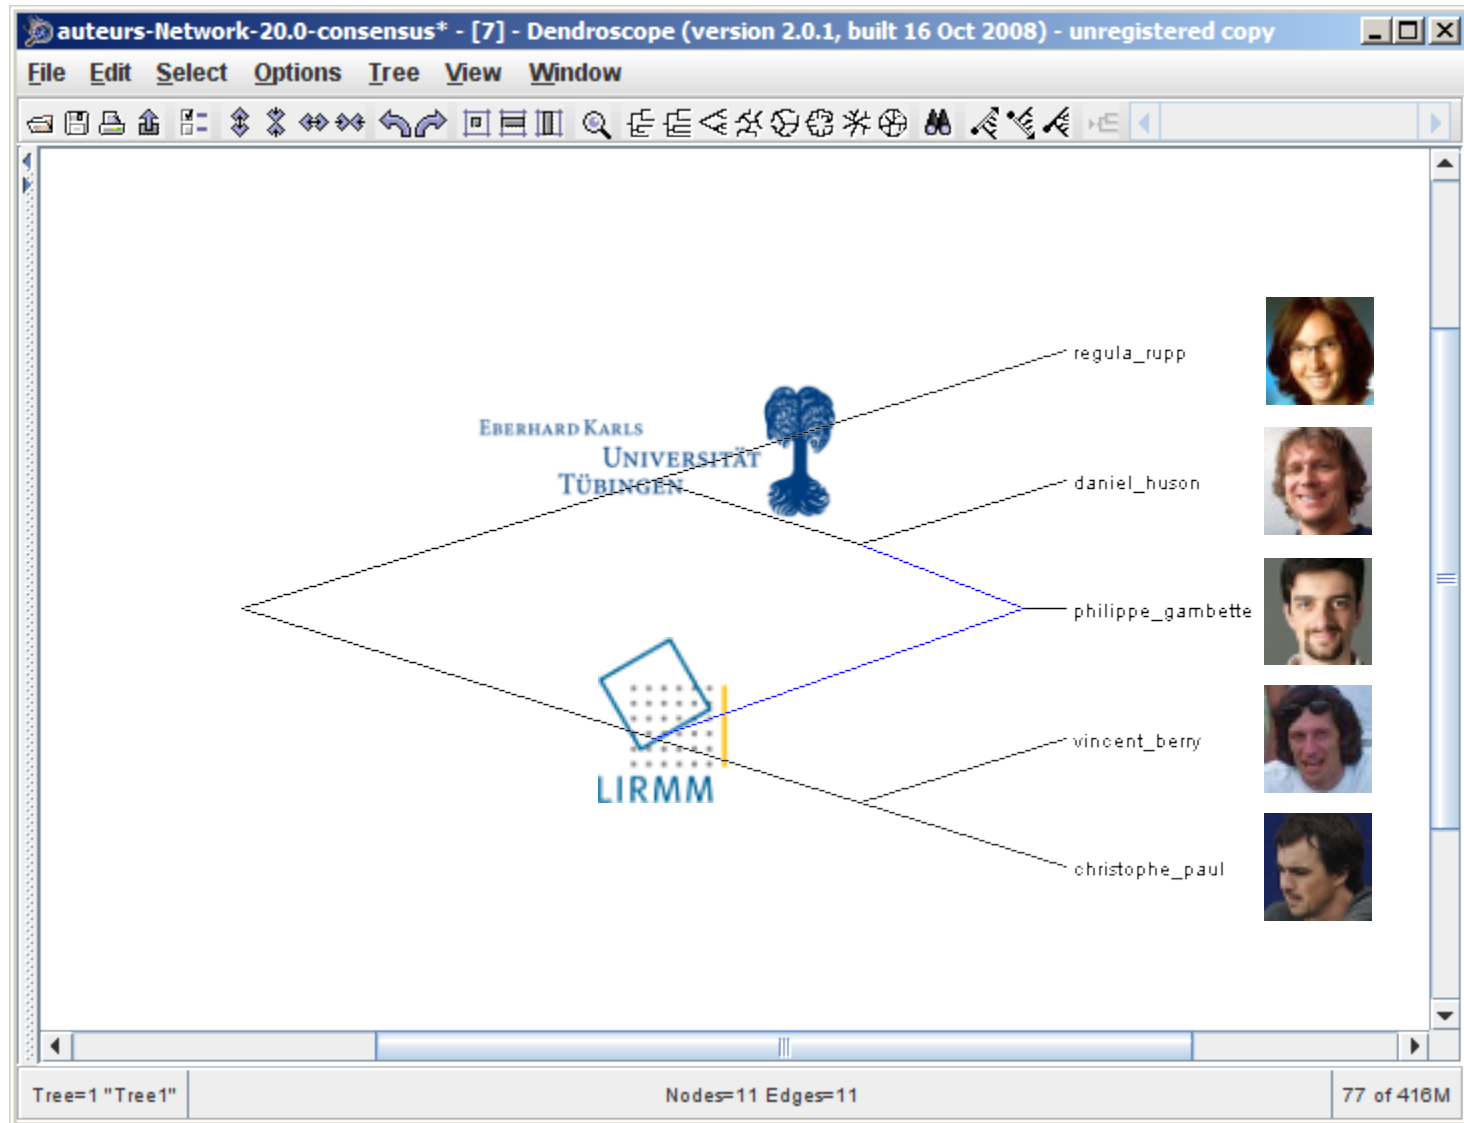 auteurs-Network-20.0-consensus* - [7] - Dendroscope (version 2.0.1, built 16 Oct 2008) - unregistered copy
File Edit Select Options Tree View Window
regula_rupp
EBERHARD KARLS
UNIVERSITÄT
TÜBINGEN
daniel_huson
philippe_gambette
LIRMM
vincent_berry
christophe_paul
Tree=1 "Tree1" Nodes=11 Edges=11 77 of 416M